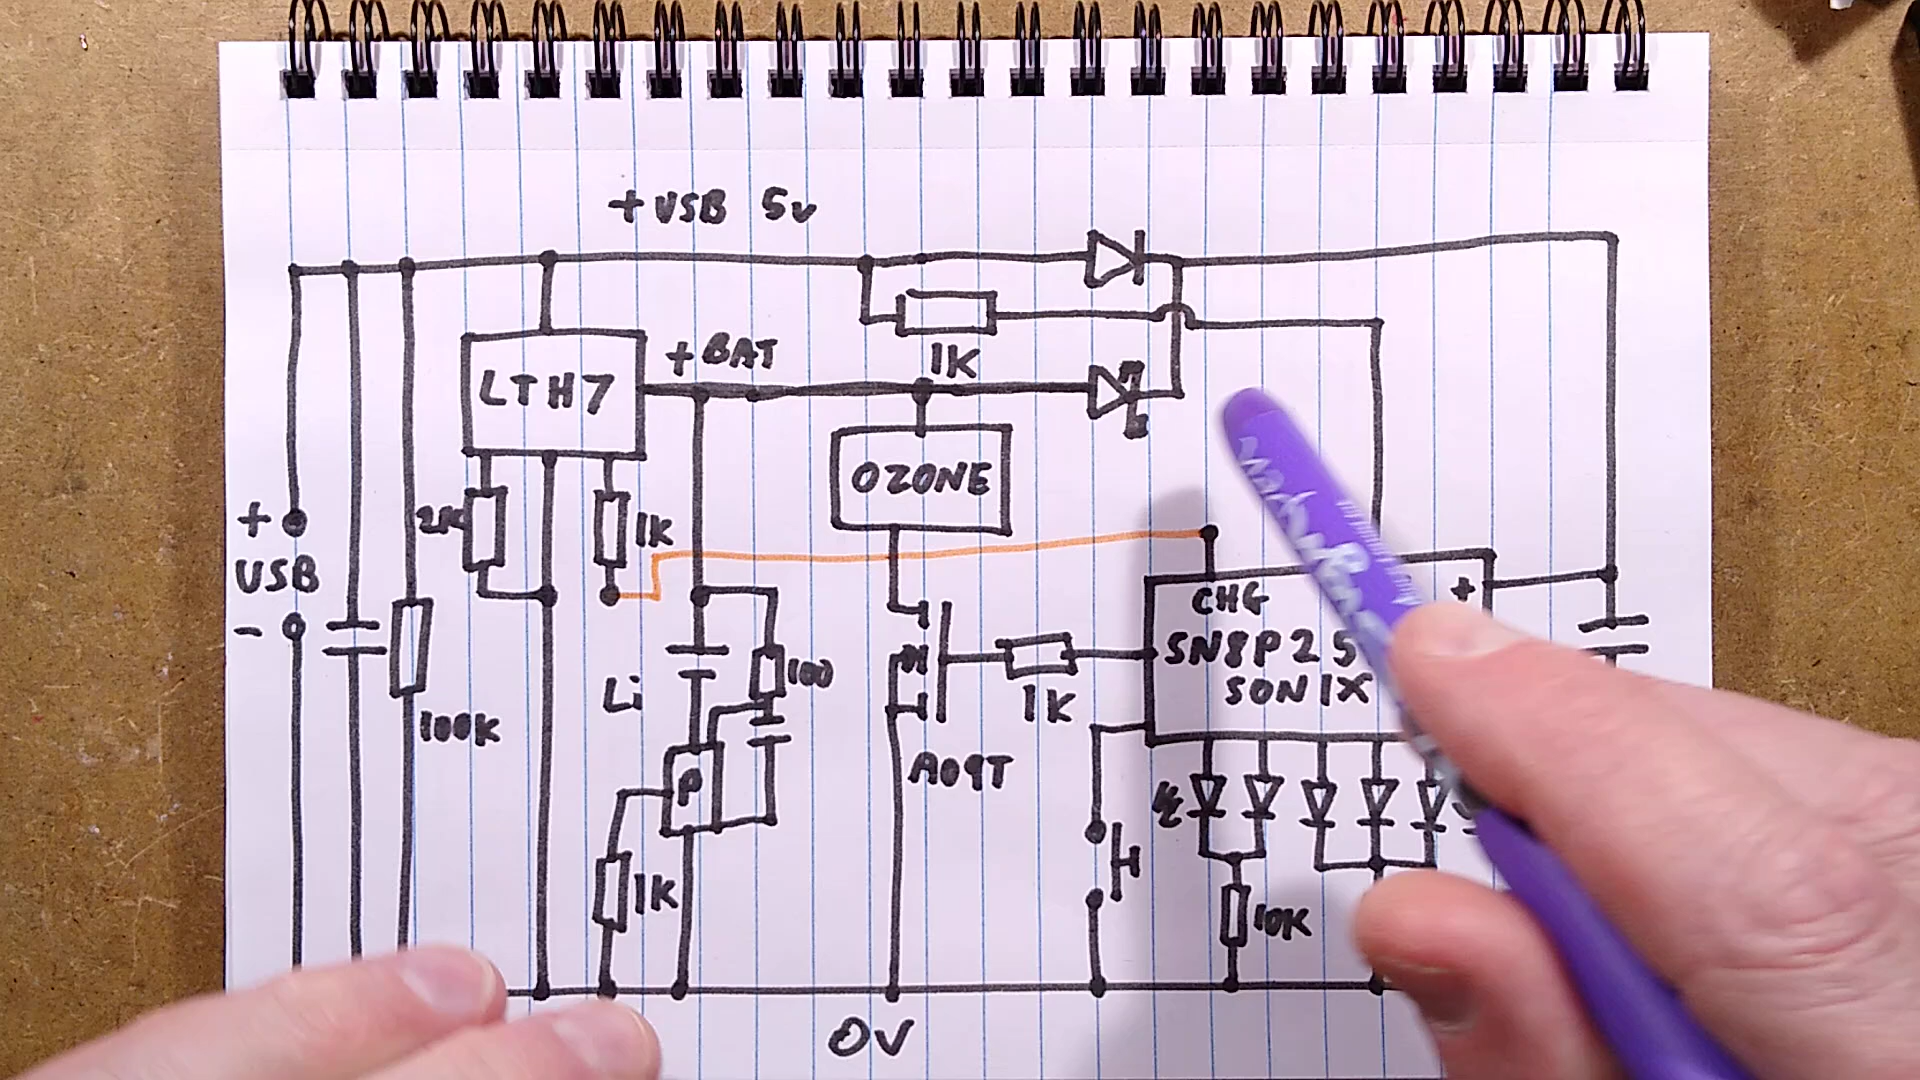 + USB 5v
1K
+ BAT
LTH7
OZONE
2K
1K
+
USB
-
CHG
+
SN8P25
SONIX
Li
100
1K
100K
A09T
P
1K
10K
0V